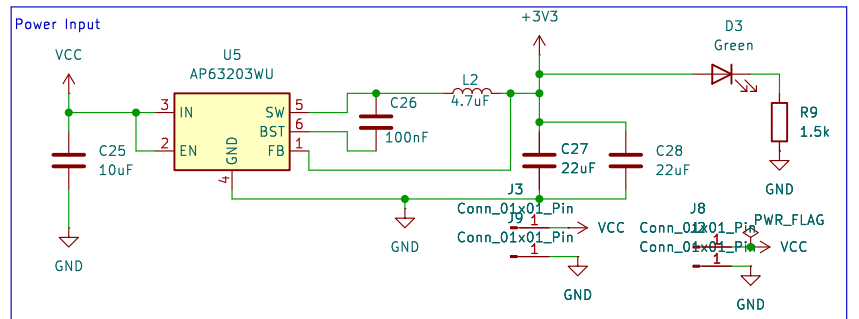 Power Input
VCC
U5
AP63203WU
3
IN
SW
5
BST
6
2
EN
FB
1
GND
4
C25
10uF
GND
C26
100nF
L2
4.7uF
+3V3
D3
Green
R9
1.5k
GND
C27
22uF
C28
22uF
GND
J3
Conn_01x01_Pin
1
VCC
J9
Conn_01x01_Pin
1
GND
J8
Conn_01x01_Pin
1
PWR_FLAG
VCC
Conn_01x01_Pin
1
GND